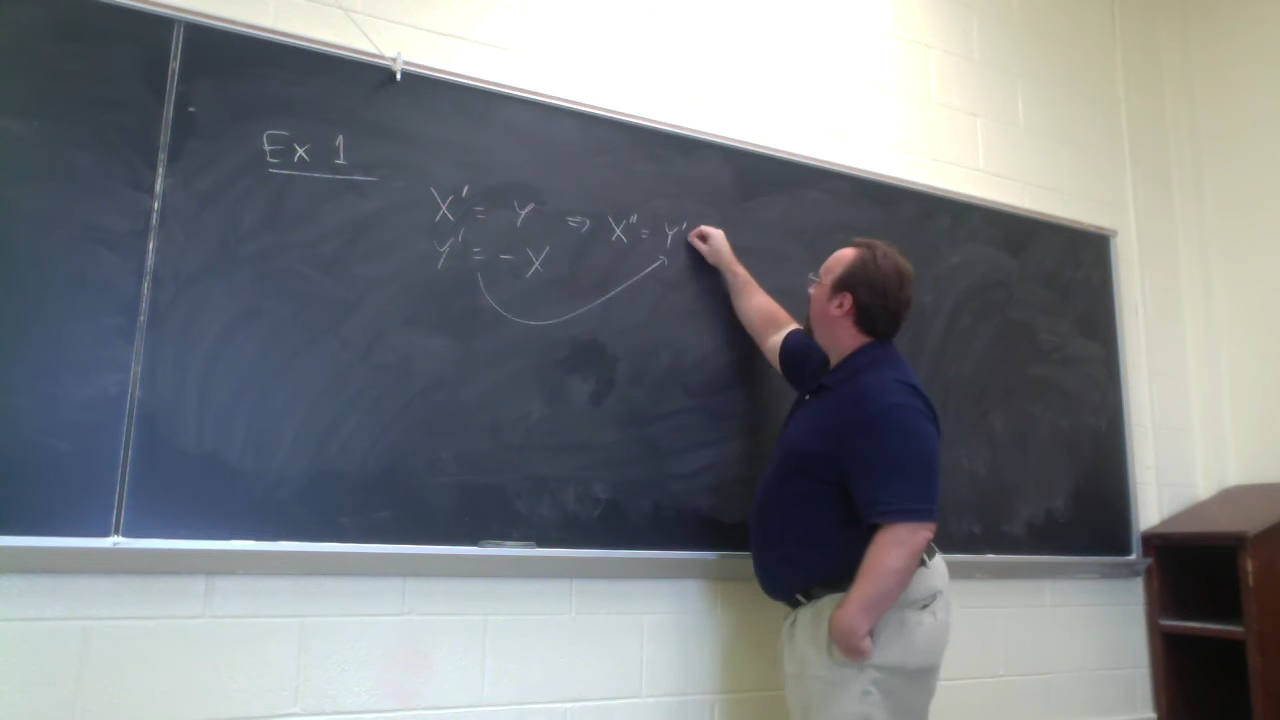 Ex 1
x' = y ⇒ x'' = y'
y' = - x